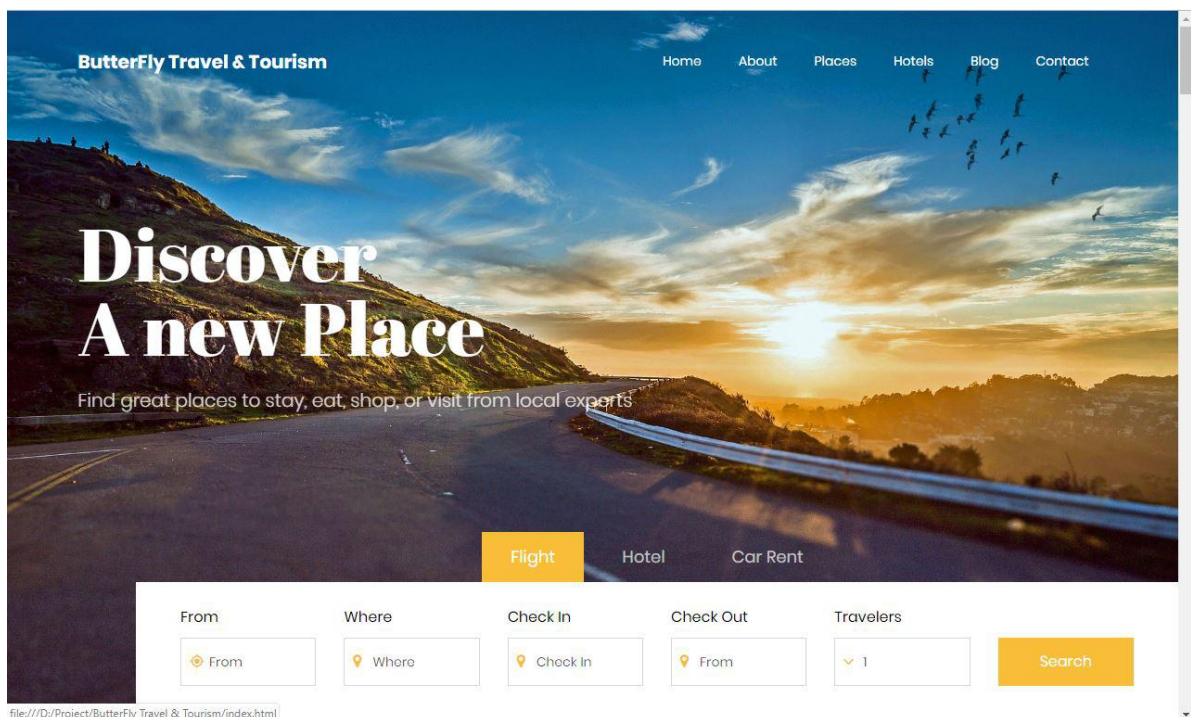 ButterFly Travel & Tourism
Home About Places Hotels Blog Contact
Discover
A new Place
Find great places to stay, eat, shop, or visit from local experts
Flight Hotel Car Rent
From Where Check In Check Out Travelers
From Where Check In From 1 Search
file:///D:/Project/ButterFly Travel & Tourism/index.html